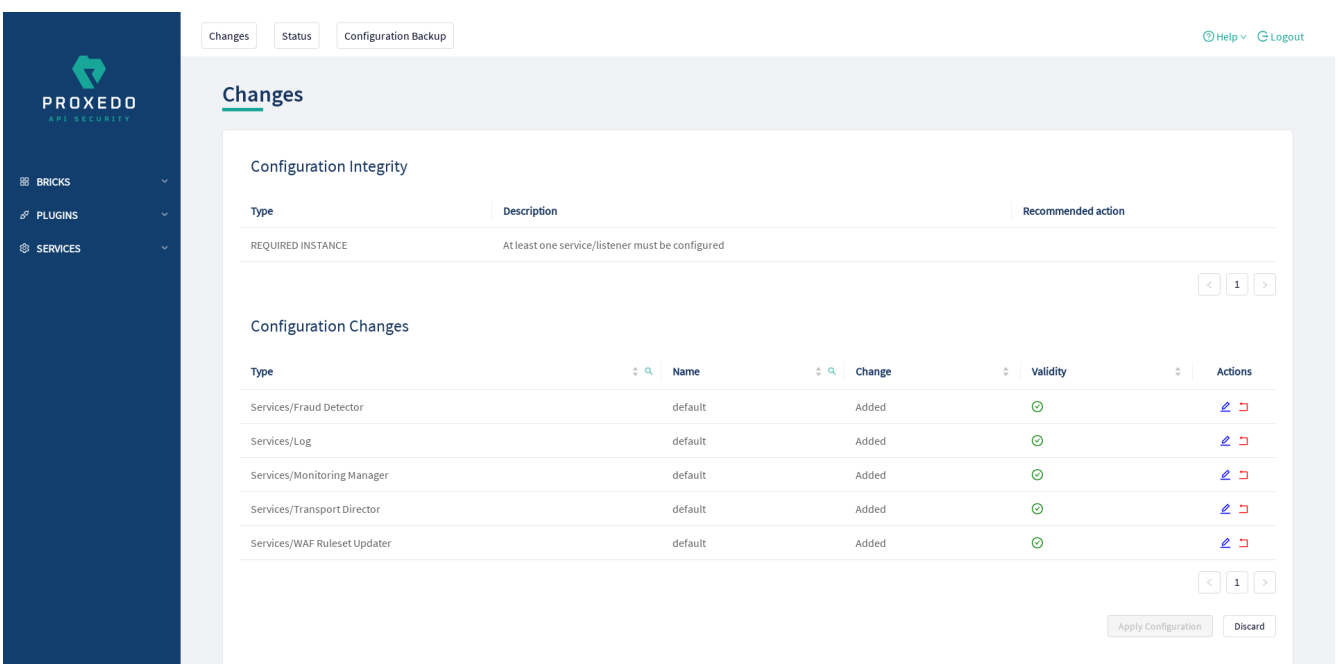 Changes Status Configuration Backup Help Logout
PROXEDO
API SECURITY
BRICKS
PLUGINS
SERVICES
Changes
Configuration Integrity
Type Description Recommended action
REQUIRED INSTANCE At least one service/listener must be configured
< 1 >
Configuration Changes
Type Name Change Validity Actions
Services/Fraud Detector default Added
Services/Log default Added
Services/Monitoring Manager default Added
Services/Transport Director default Added
Services/WAF Ruleset Updater default Added
< 1 >
Apply Configuration Discard